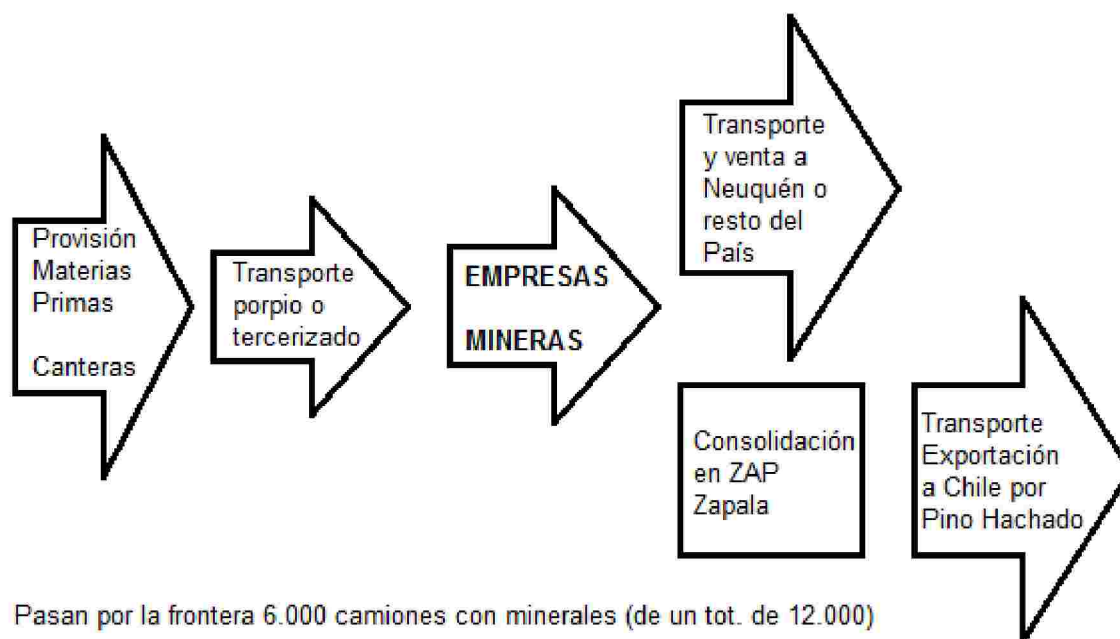 Provisión
Materias
Primas
Canteras
Transporte
porpio o
tercerizado
EMPRESAS
MINERAS
Transporte
y venta a
Neuquén o
resto del
País
Consolidación
en ZAP
Zapala
Transporte
Exportación
a Chile por
Pino Hachado
Pasan por la frontera 6.000 camiones con minerales (de un tot. de 12.000)